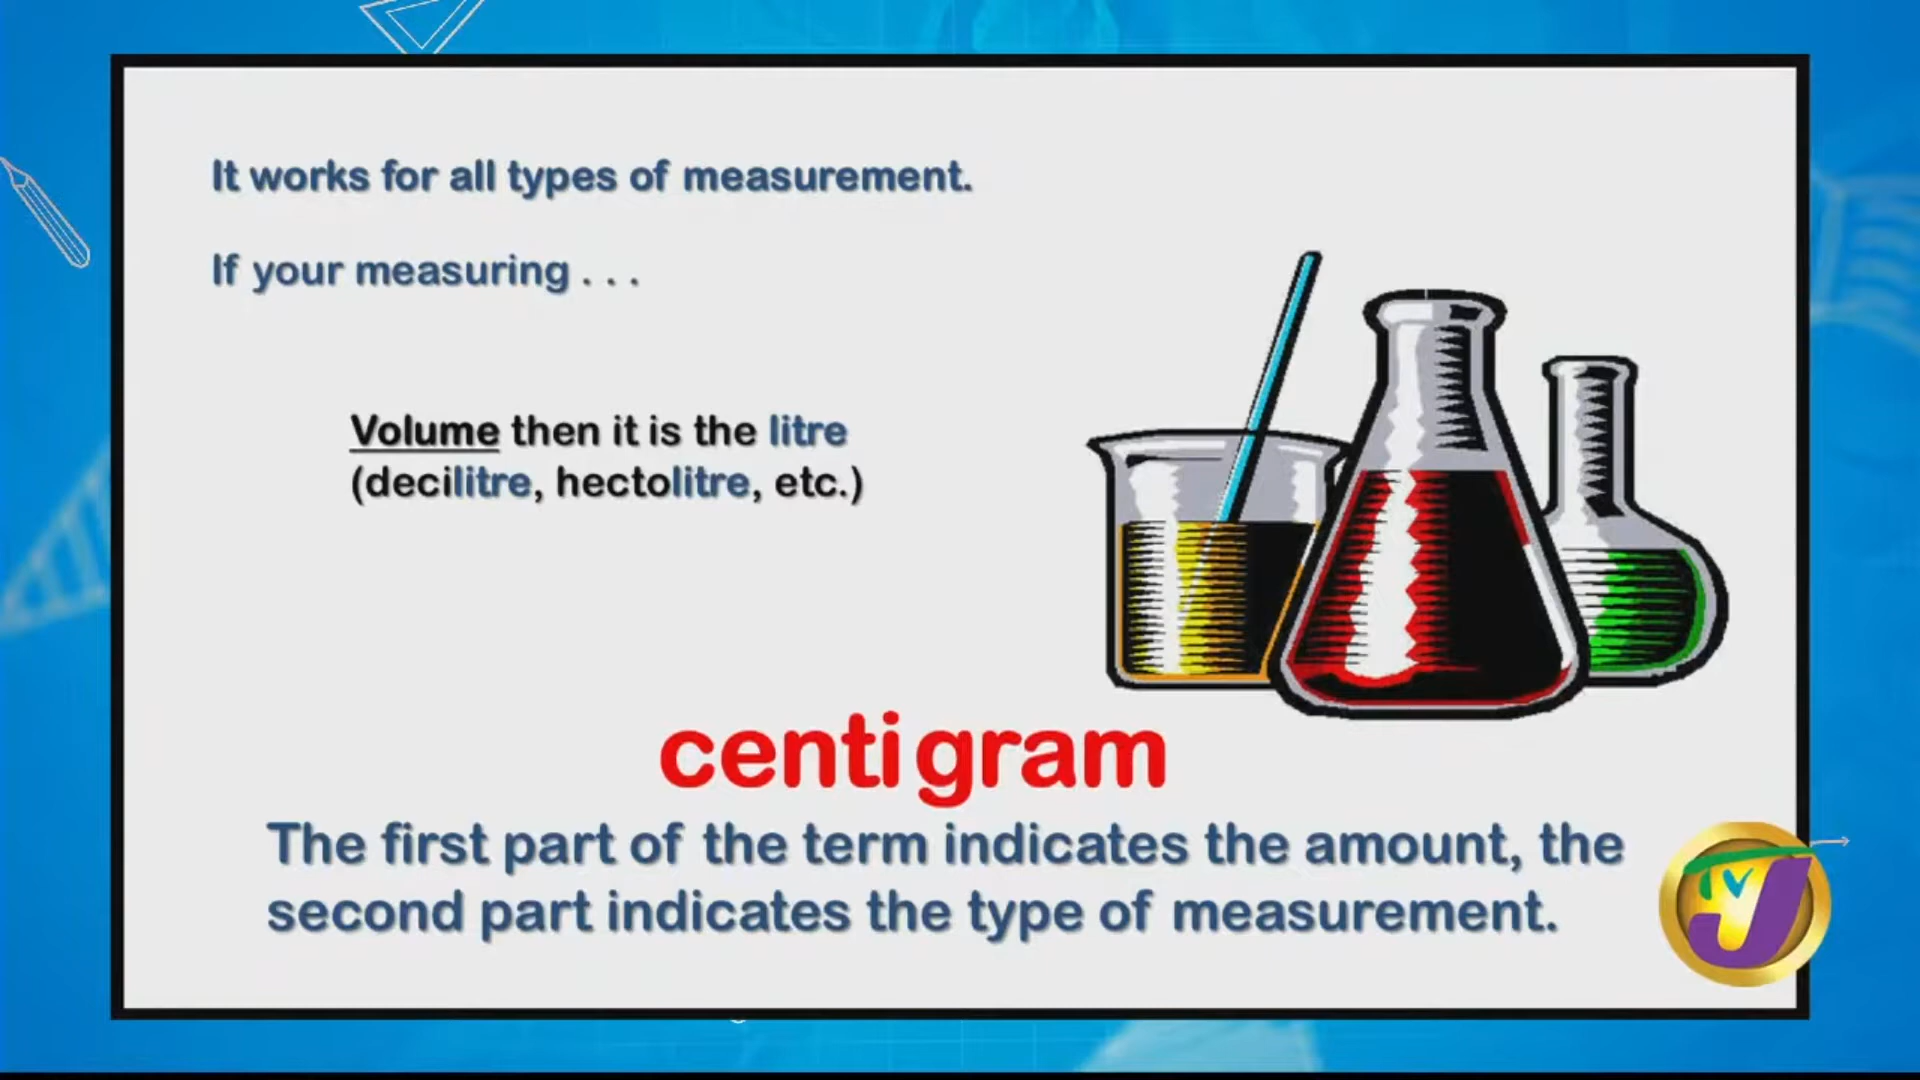 It works for all types of measurement.
If your measuring . . .
Volume then it is the litre
(decilitre, hectolitre, etc.)
centigram
The first part of the term indicates the amount, the
second part indicates the type of measurement.
TVJ